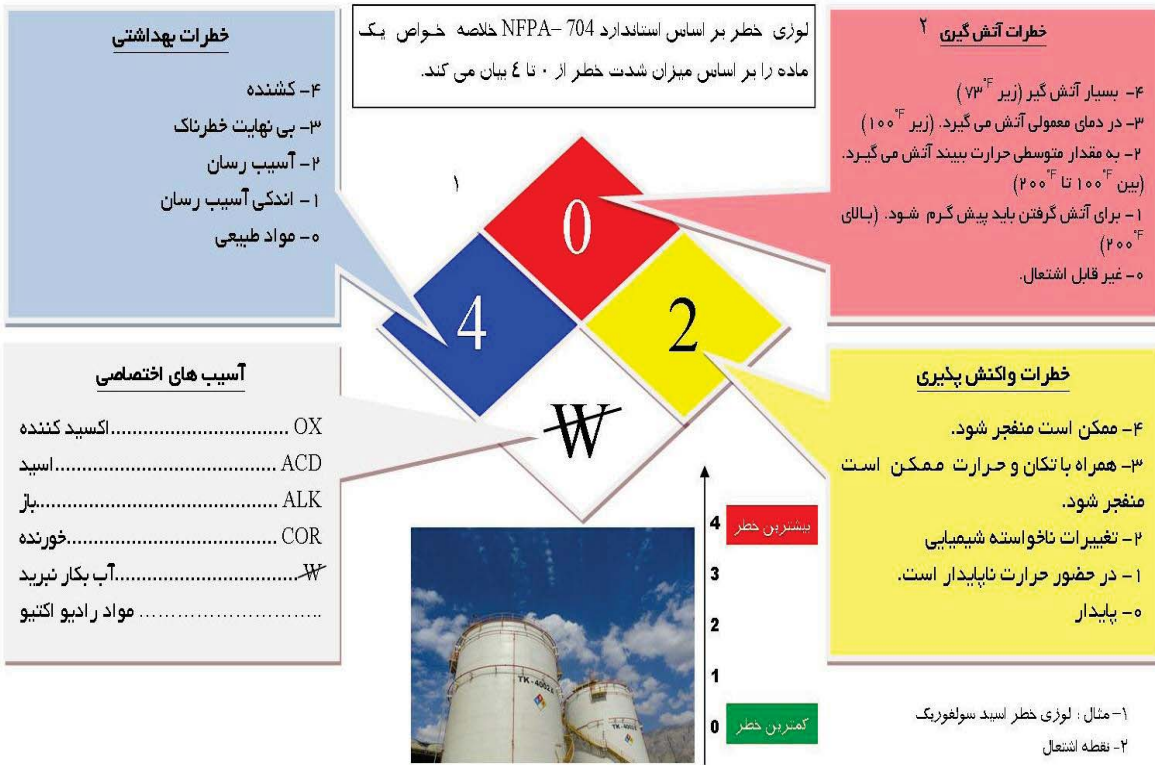 لوزی خطر بر اساس استاندارد NFPA– 704 خلاصه خواص یک
ماده را بر اساس میزان شدت خطر از ۰ تا ٤ بیان می کند.
خطرات آتش گیری ۲
۴- بسیار آتش گیر (زیر ۷۳°F)
۳- در دمای معمولی آتش می گیرد. (زیر ۱۰۰°F)
۲- به مقدار متوسطی حرارت ببیند آتش می گیرد.
(بین ۱۰۰°F تا ۲۰۰°F)
۱- برای آتش گرفتن باید پیش گرم شود. (بالای
۲۰۰°F)
۰- غیر قابل اشتعال.
خطرات بهداشتی
۴- کشنده
۳- بی نهایت خطرناک
۲- آسیب رسان
۱- اندکی آسیب رسان
۰- مواد طبیعی
۱
0
4
2
W
خطرات واکنش پذیری
۴- ممکن است منفجر شود.
۳- همراه با تکان و حرارت ممکن است
منفجر شود.
۲- تغییرات ناخواسته شیمیایی
۱- در حضور حرارت ناپایدار است.
۰- پایدار
آسیب های اختصاصی
OX ................................اکسید کننده
ACD ..............................اسید
ALK ..............................باز
COR ..............................خورنده
W..............................آب بکار نبرید
.......................... مواد رادیو اکتیو
4 بیشترین خطر
3
2
1
0 کمترین خطر
TK-4002A
۱- مثال : لوزی خطر اسید سولفوریک
۲- نقطه اشتعال